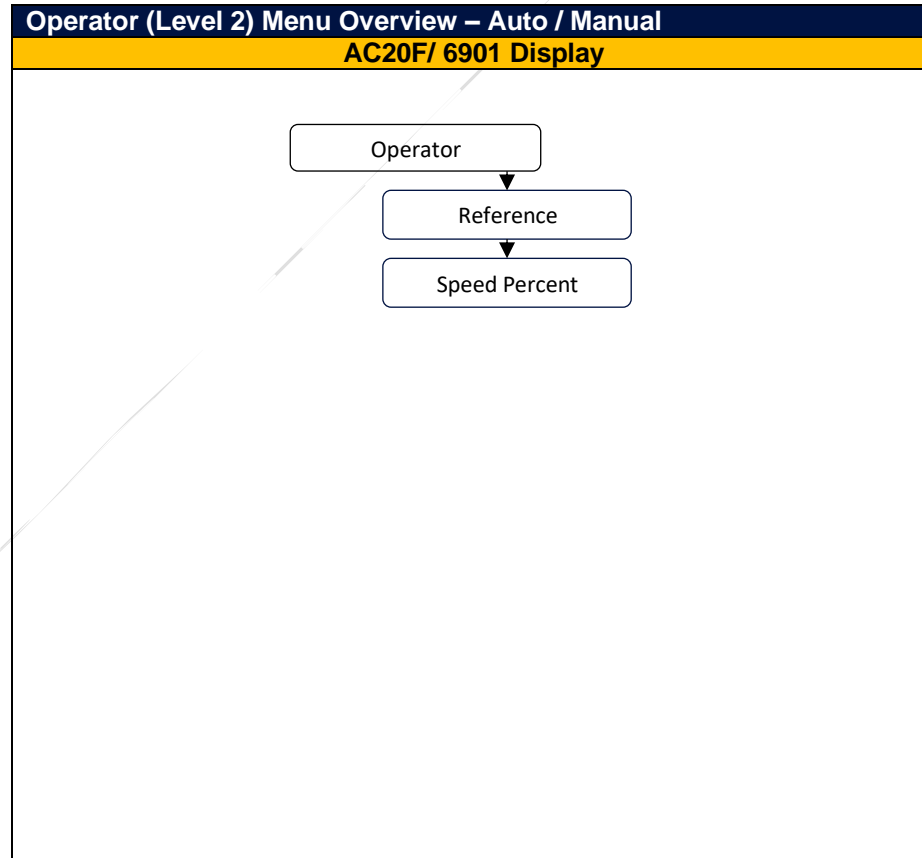 Operator (Level 2) Menu Overview – Auto / Manual
AC20F/ 6901 Display
Operator
Reference
Speed Percent